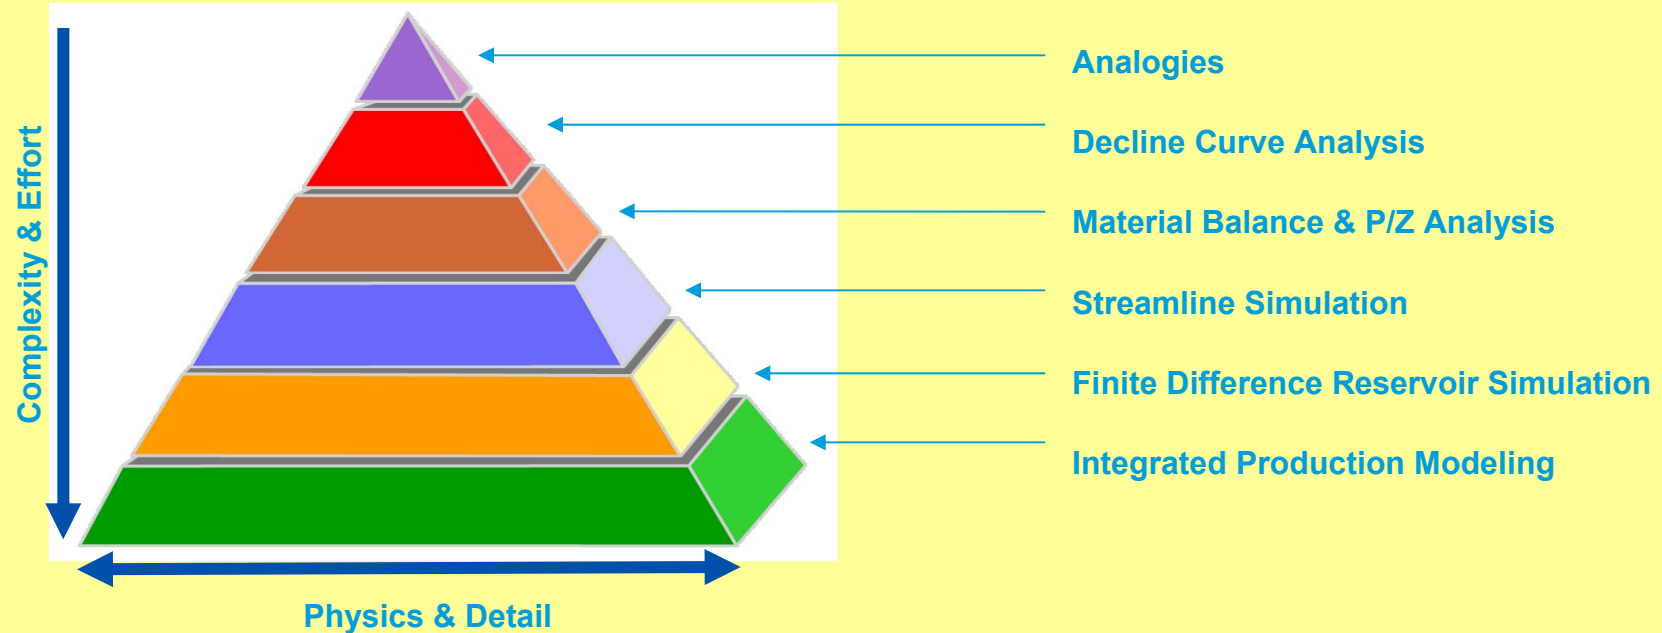 Complexity & Effort
Analogies
Decline Curve Analysis
Material Balance & P/Z Analysis
Streamline Simulation
Finite Difference Reservoir Simulation
Integrated Production Modeling
Physics & Detail